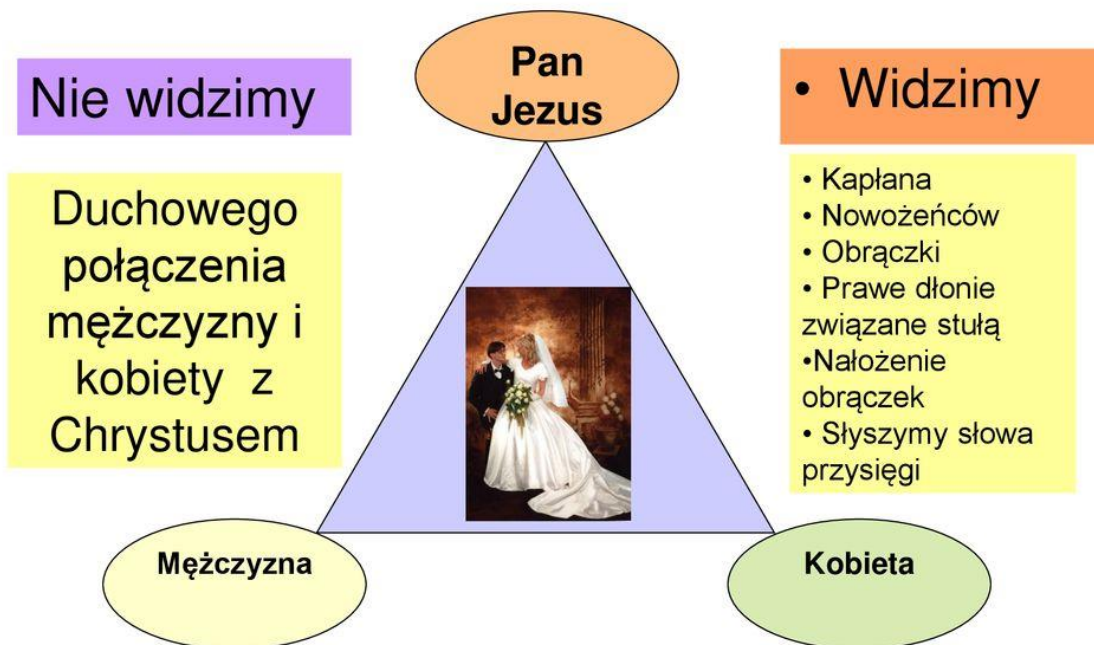 Pan
Jezus
Nie widzimy
Duchowego
połączenia
mężczyzny i
kobiety z
Chrystusem
• Widzimy
• Kapłana
• Nowożeńców
• Obrączki
• Prawe dłonie
związane stułą
•Nałożenie
obrączek
• Słyszymy słowa
przysięgi
Mężczyzna
Kobieta